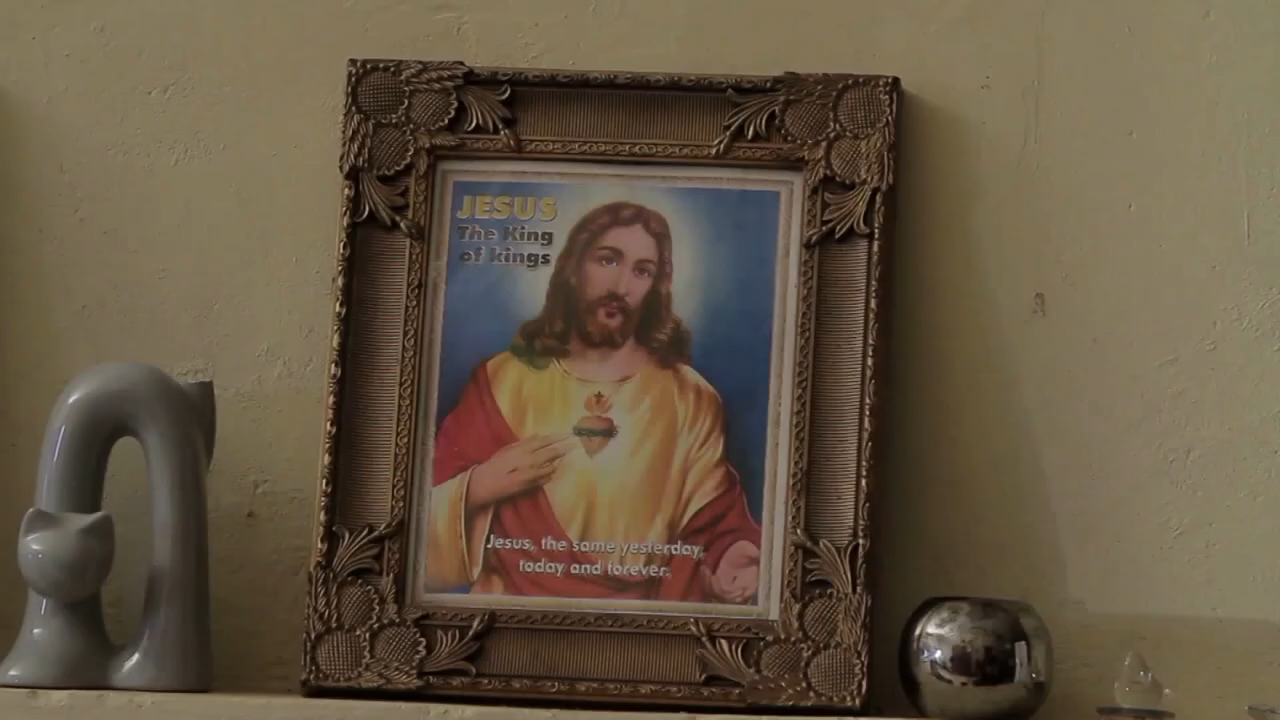 JESUS
The King
of kings
Jesus, the same yesterday,
today and forever.